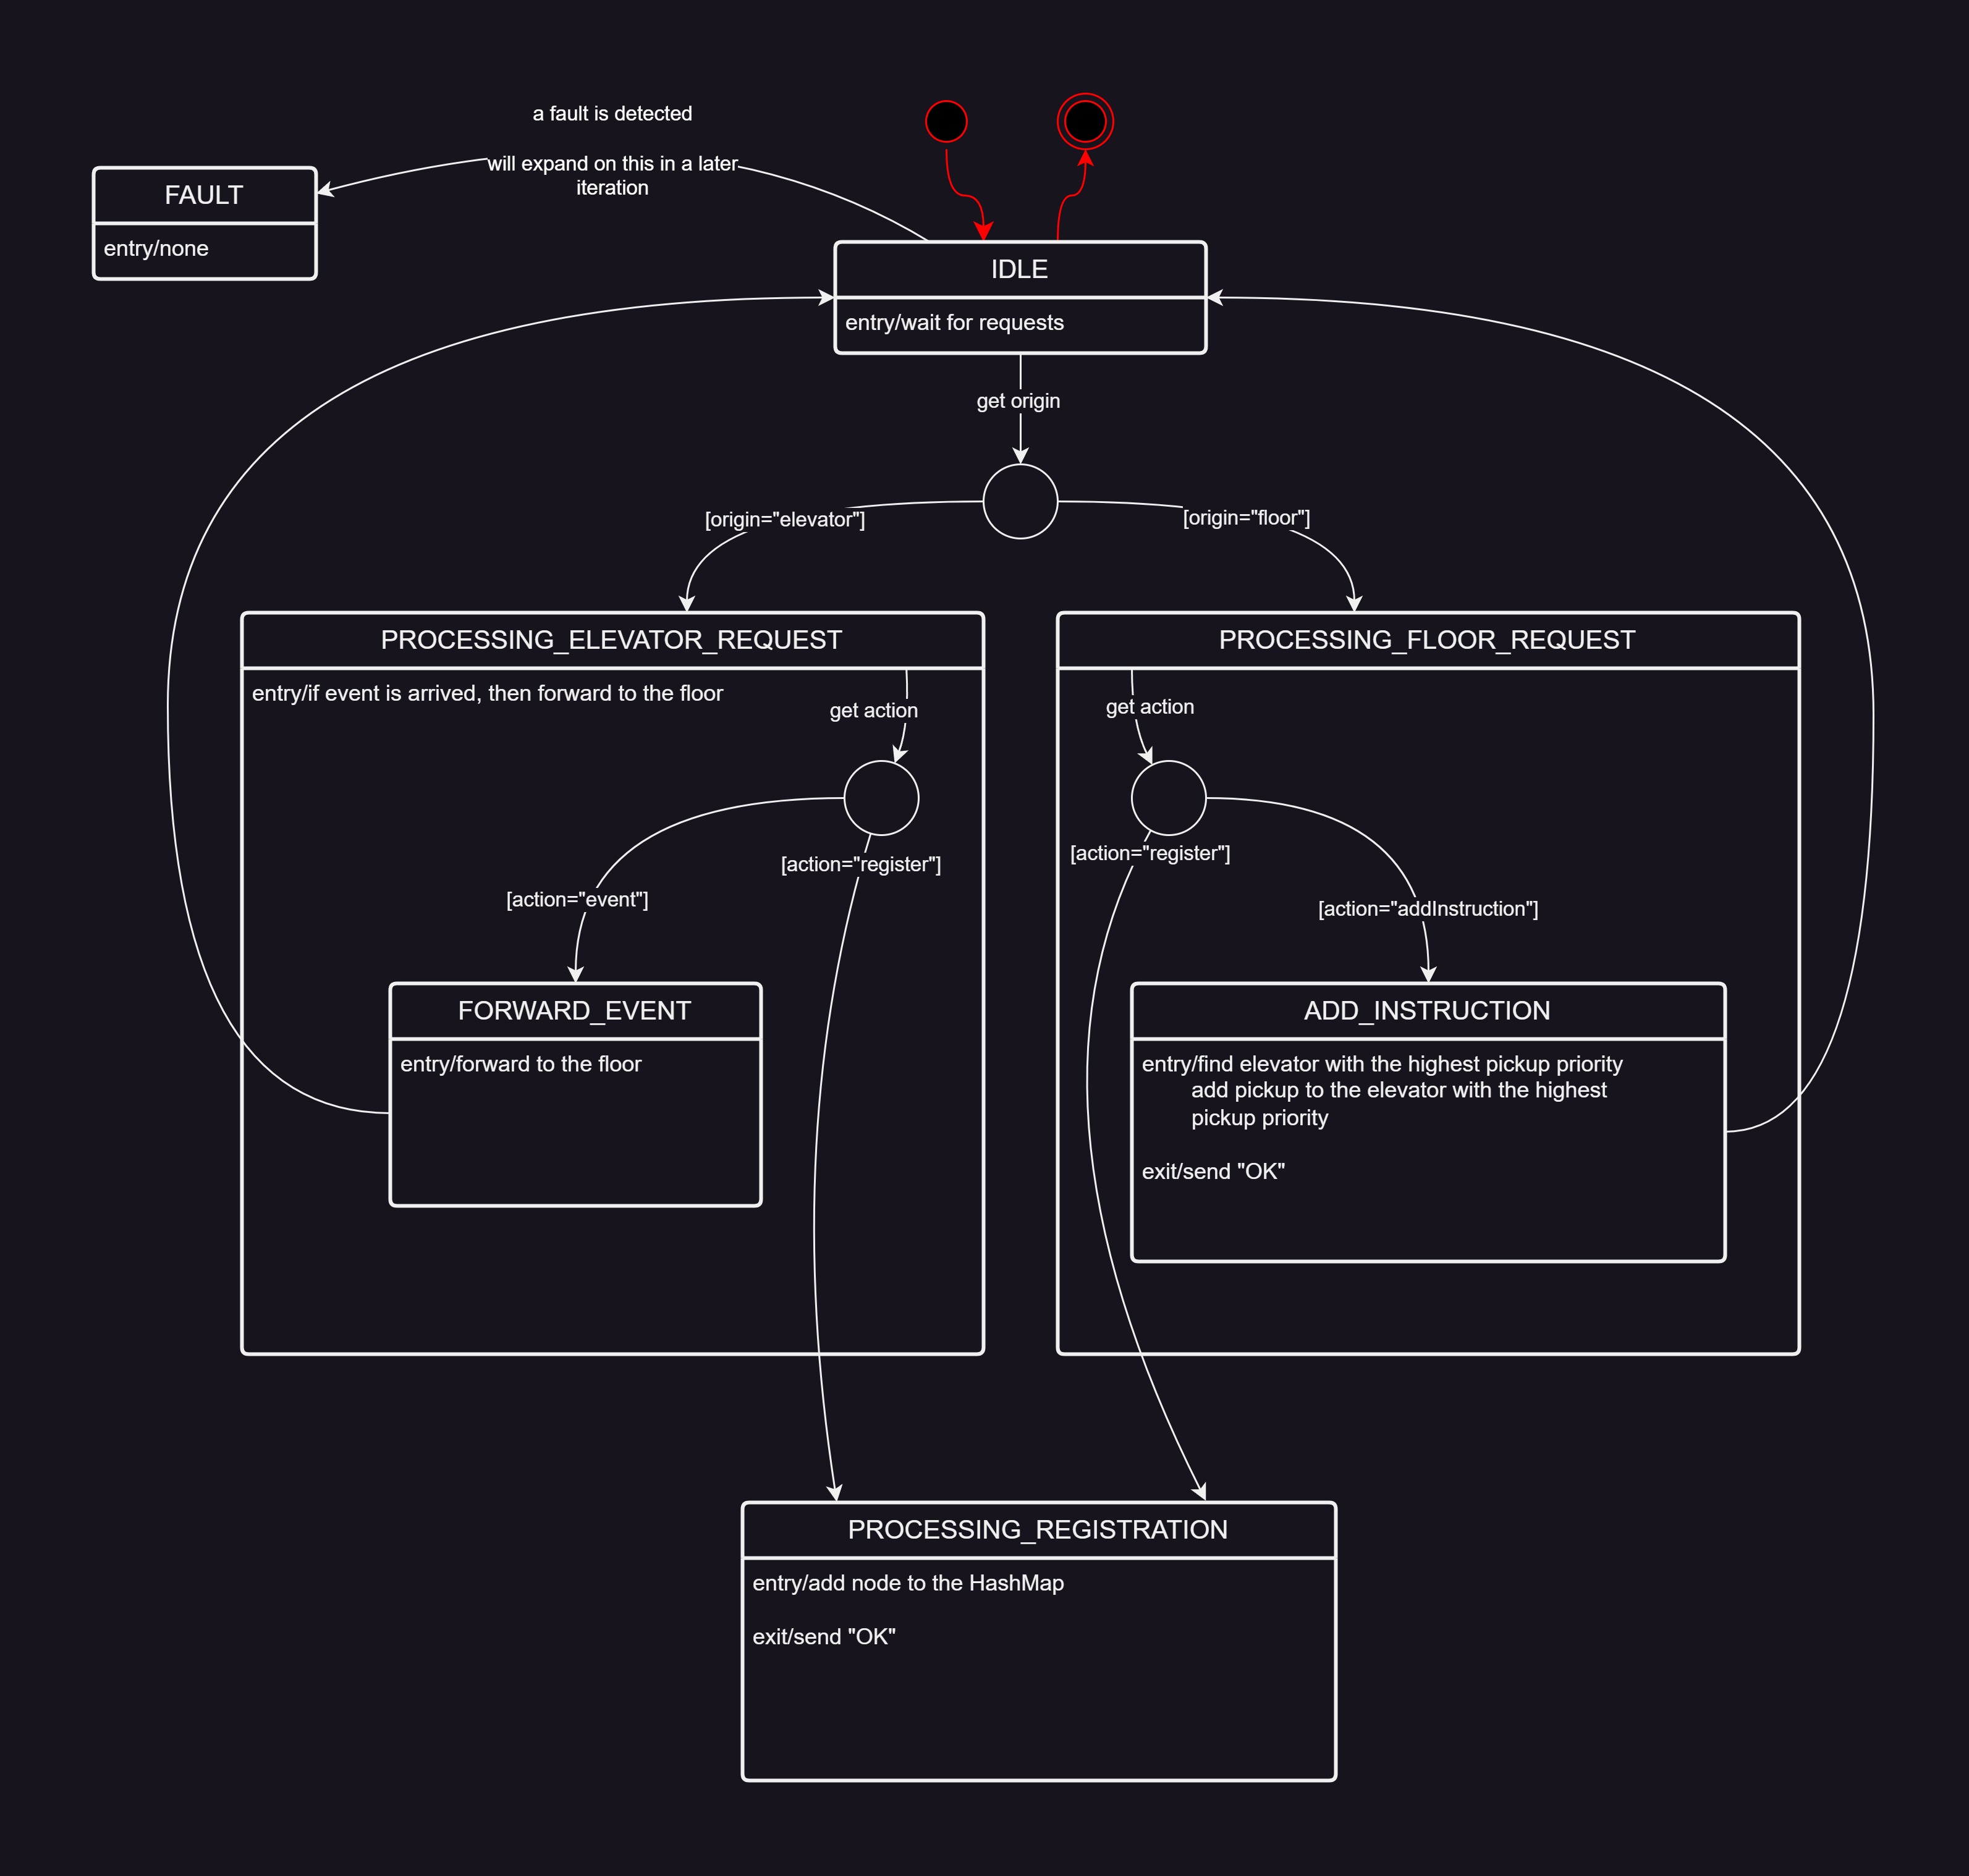 a fault is detected
will expand on this in a later
iteration
FAULT
entry/none
IDLE
entry/wait for requests
get origin
[origin="elevator"]
[origin="floor"]
PROCESSING_ELEVATOR_REQUEST
entry/if event is arrived, then forward to the floor
get action
[action="register"]
[action="event"]
FORWARD_EVENT
entry/forward to the floor
PROCESSING_FLOOR_REQUEST
get action
[action="register"]
[action="addInstruction"]
ADD_INSTRUCTION
entry/find elevator with the highest pickup priority
add pickup to the elevator with the highest
pickup priority
exit/send "OK"
PROCESSING_REGISTRATION
entry/add node to the HashMap
exit/send "OK"